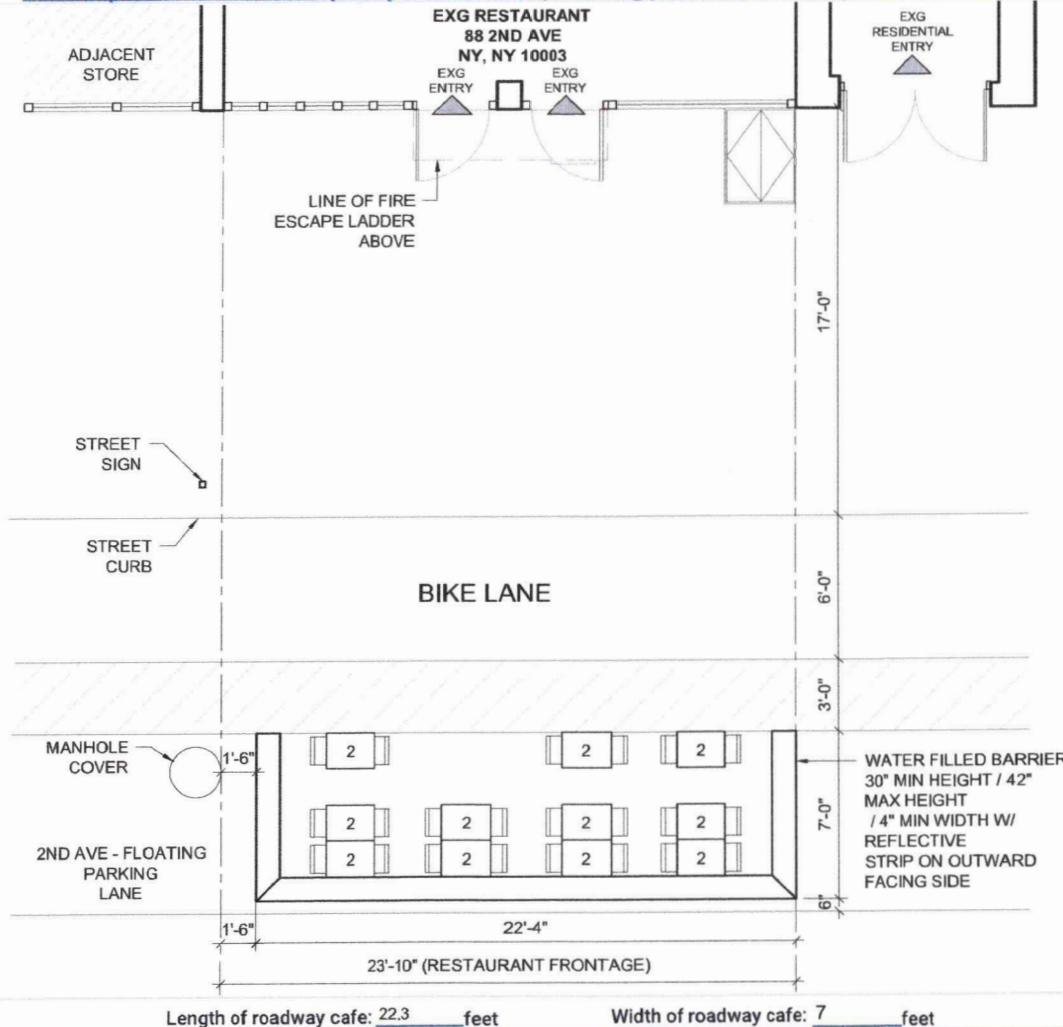 EXG RESTAURANT
88 2ND AVE
NY, NY 10003
EXG
RESIDENTIAL
ENTRY
ADJACENT
STORE
EXG
ENTRY
EXG
ENTRY
LINE OF FIRE
ESCAPE LADDER
ABOVE
17'-0"
STREET
SIGN
STREET
CURB
BIKE LANE
6'-0"
3'-0"
MANHOLE
COVER
1'-6"
2 2 2
WATER FILLED BARRIER
30" MIN HEIGHT / 42"
MAX HEIGHT
/ 4" MIN WIDTH W/
REFLECTIVE
STRIP ON OUTWARD
FACING SIDE
7'-0"
2 2 2 2
2 2 2 2
2ND AVE - FLOATING
PARKING
LANE
6"
1'-6"
22'-4"
23'-10" (RESTAURANT FRONTAGE)
Length of roadway cafe: 22.3 feet Width of roadway cafe: 7 feet